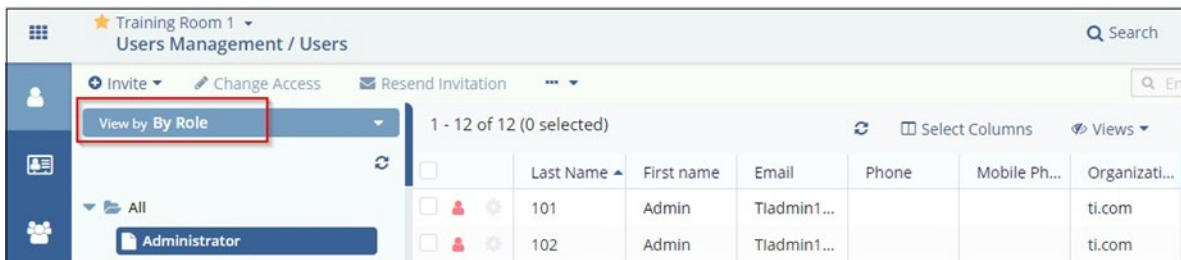 Training Room 1
Users Management / Users
Search
Invite
Change Access
Resend Invitation
View by By Role
1 - 12 of 12 (0 selected)
Select Columns
Views
Last Name
First name
Email
Phone
Mobile Ph...
Organizati...
All
Administrator
101
Admin
TIadmin1...
ti.com
102
Admin
TIadmin1...
ti.com